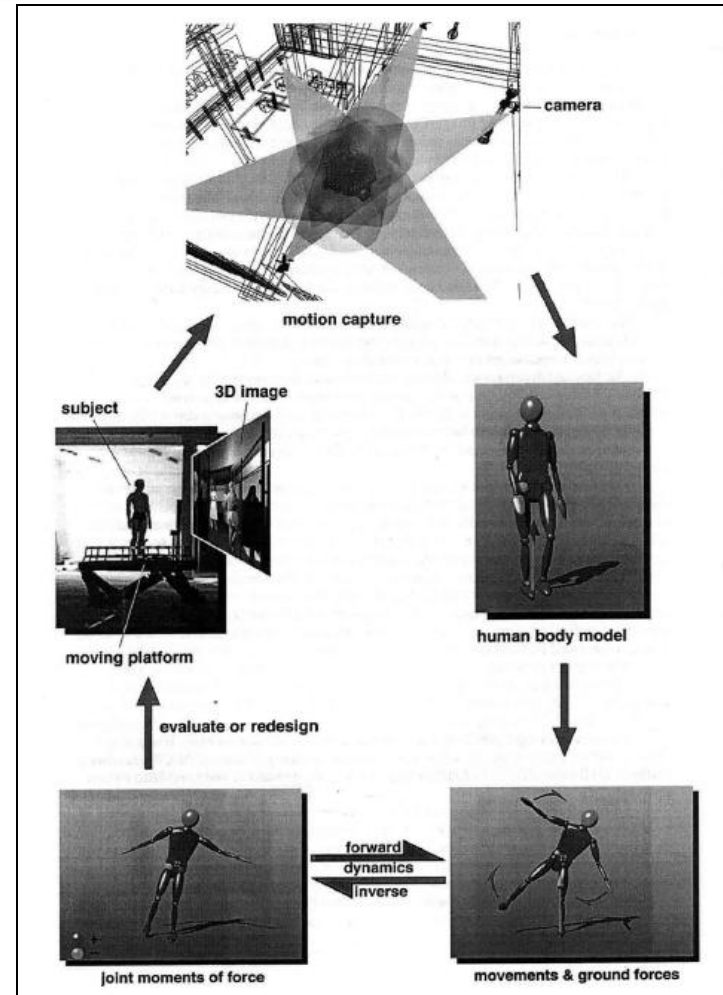 camera
motion capture
3D image
subject
human body model
moving platform
evaluate or redesign
forward
dynamics
inverse
joint moments of force
movements & ground forces